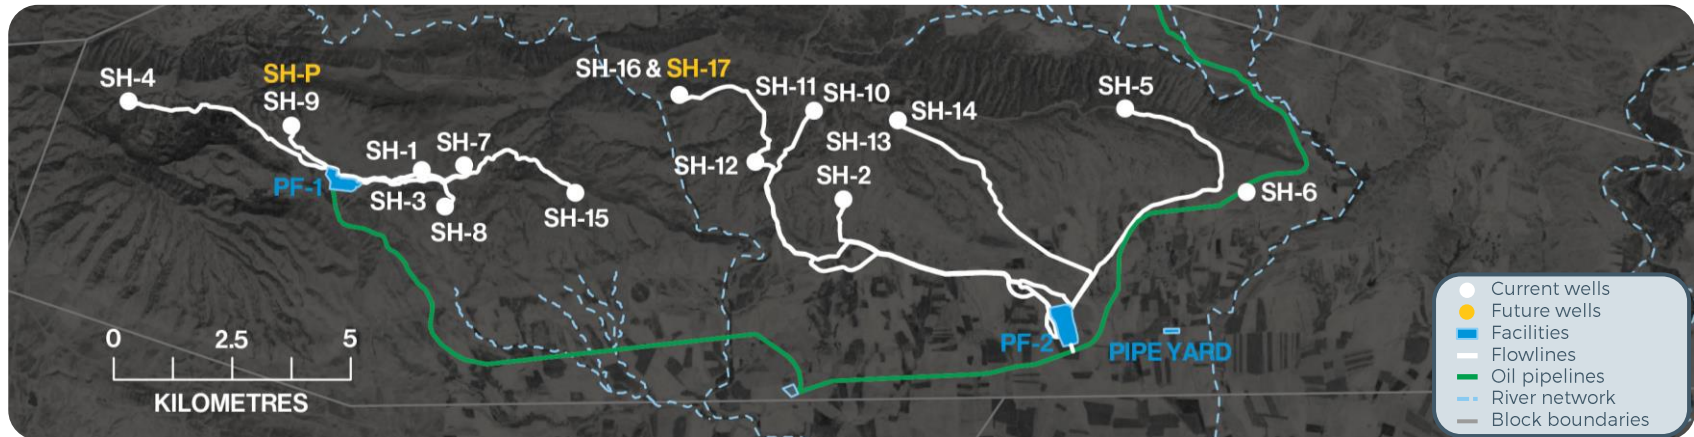 SH-4
SH-P
SH-9
SH-16 & SH-17
SH-11
SH-10
SH-14
SH-5
SH-1
SH-7
SH-13
SH-12
SH-2
PF-1
SH-3
SH-8
SH-15
SH-6
0 2.5 5
KILOMETRES
PF-2
PIPE YARD
Current wells
Future wells
Facilities
Flowlines
Oil pipelines
River network
Block boundaries